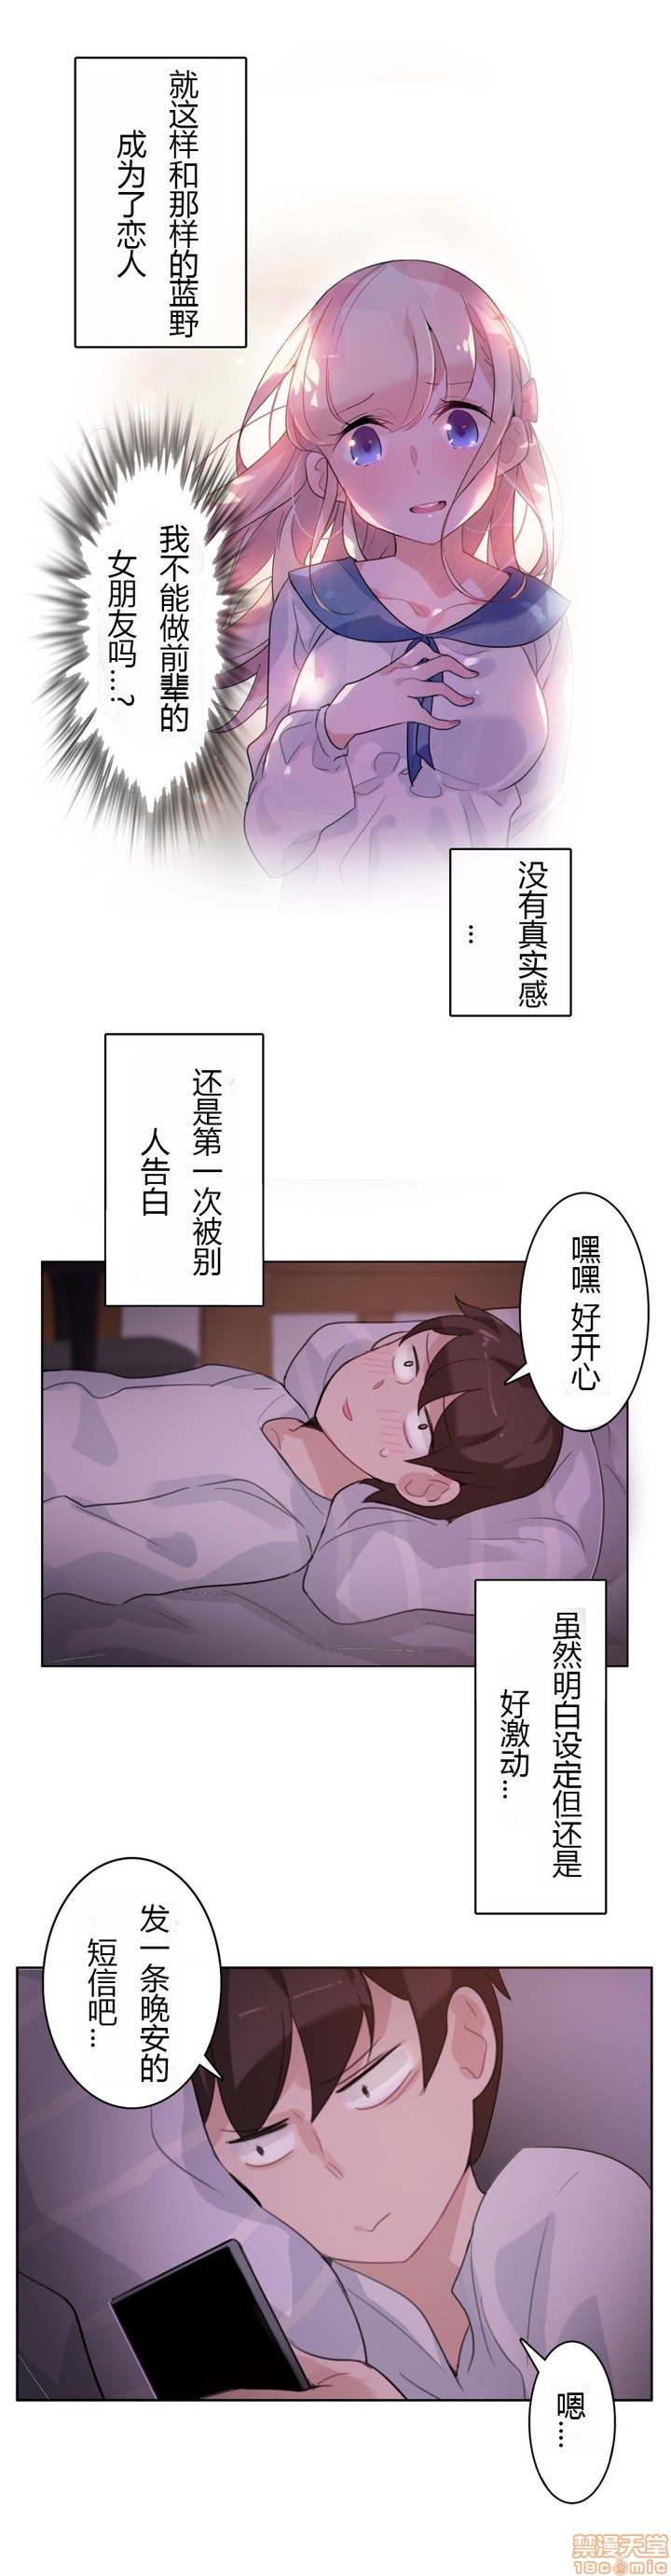 就这样和那样的蓝野
成为了恋人
我不能做前辈的
女朋友吗...?
没有真实感
...
还是第一次被别
人告白
嘿嘿 好开心
虽然明白设定但还是
好激动...
发一条晚安的
短信吧...
嗯...
禁漫天堂
18comic